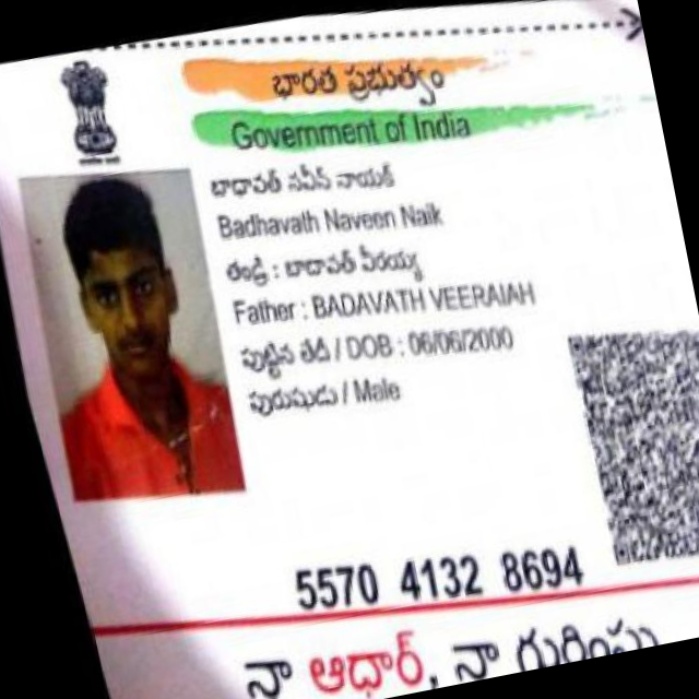 భారత ప్రభుత్వం
Government of India
బాధావత్ నవీన్ నాయక్
Badhavath Naveen Naik
తండ్రి : బాదావత్ వీరయ్య
Father : BADAVATH VEERAIAH
పుట్టిన తేదీ / DOB : 06/06/2000
పురుషుడు / Male
5570 4132 8694
నా ఆధార్, నా గుర్తింపు